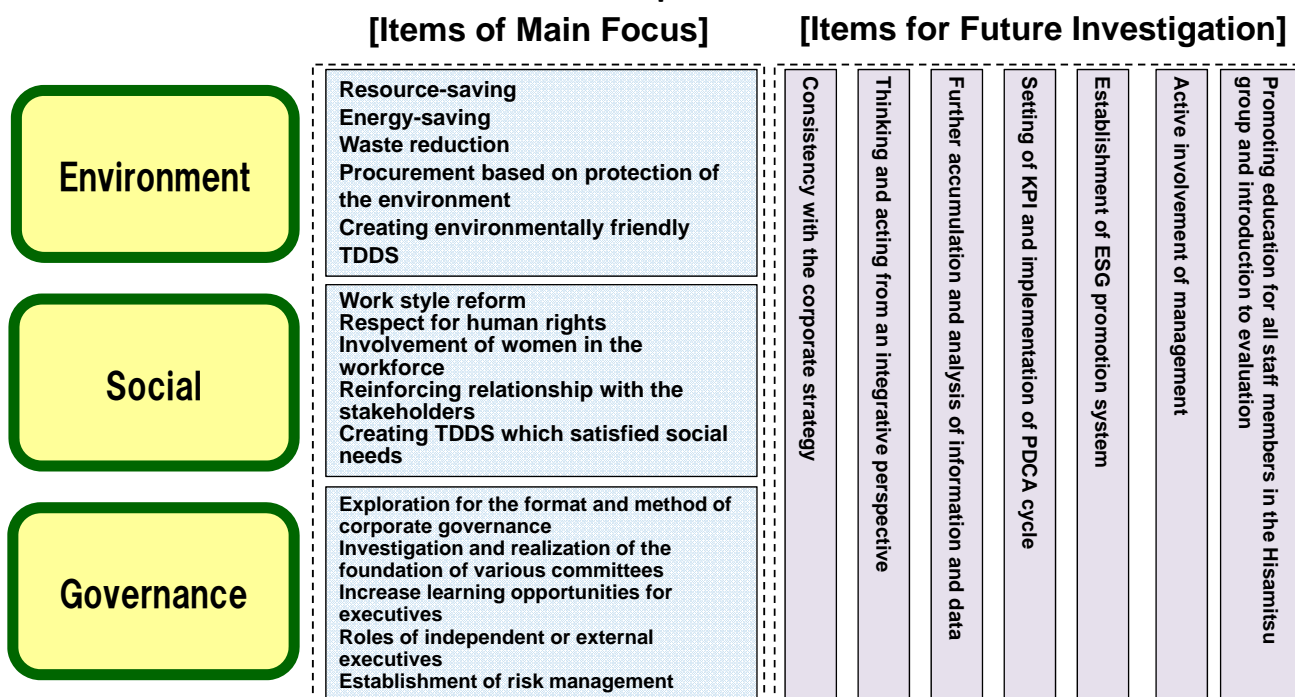 [Items of Main Focus]
[Items for Future Investigation]
Environment
Resource-saving
Energy-saving
Waste reduction
Procurement based on protection of
the environment
Creating environmentally friendly
TDDS
Social
Work style reform
Respect for human rights
Involvement of women in the
workforce
Reinforcing relationship with the
stakeholders
Creating TDDS which satisfied social
needs
Governance
Exploration for the format and method of
corporate governance
Investigation and realization of the
foundation of various committees
Increase learning opportunities for
executives
Roles of independent or external
executives
Establishment of risk management
Consistency with the corporate strategy
Thinking and acting from an integrative perspective
Further accumulation and analysis of information and data
Setting of KPI and implementation of PDCA cycle
Establishment of ESG promotion system
Active involvement of management
Promoting education for all staff members in the Hisamitsu
group and introduction to evaluation